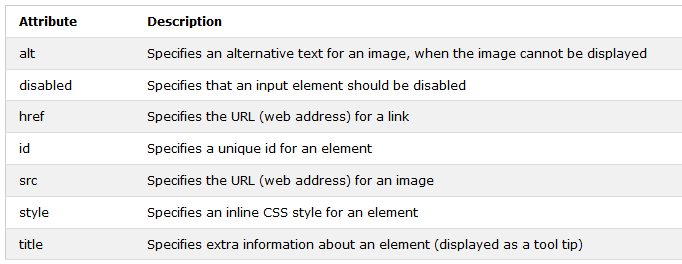 Attribute Description
alt Specifies an alternative text for an image, when the image cannot be displayed
disabled Specifies that an input element should be disabled
href Specifies the URL (web address) for a link
id Specifies a unique id for an element
src Specifies the URL (web address) for an image
style Specifies an inline CSS style for an element
title Specifies extra information about an element (displayed as a tool tip)